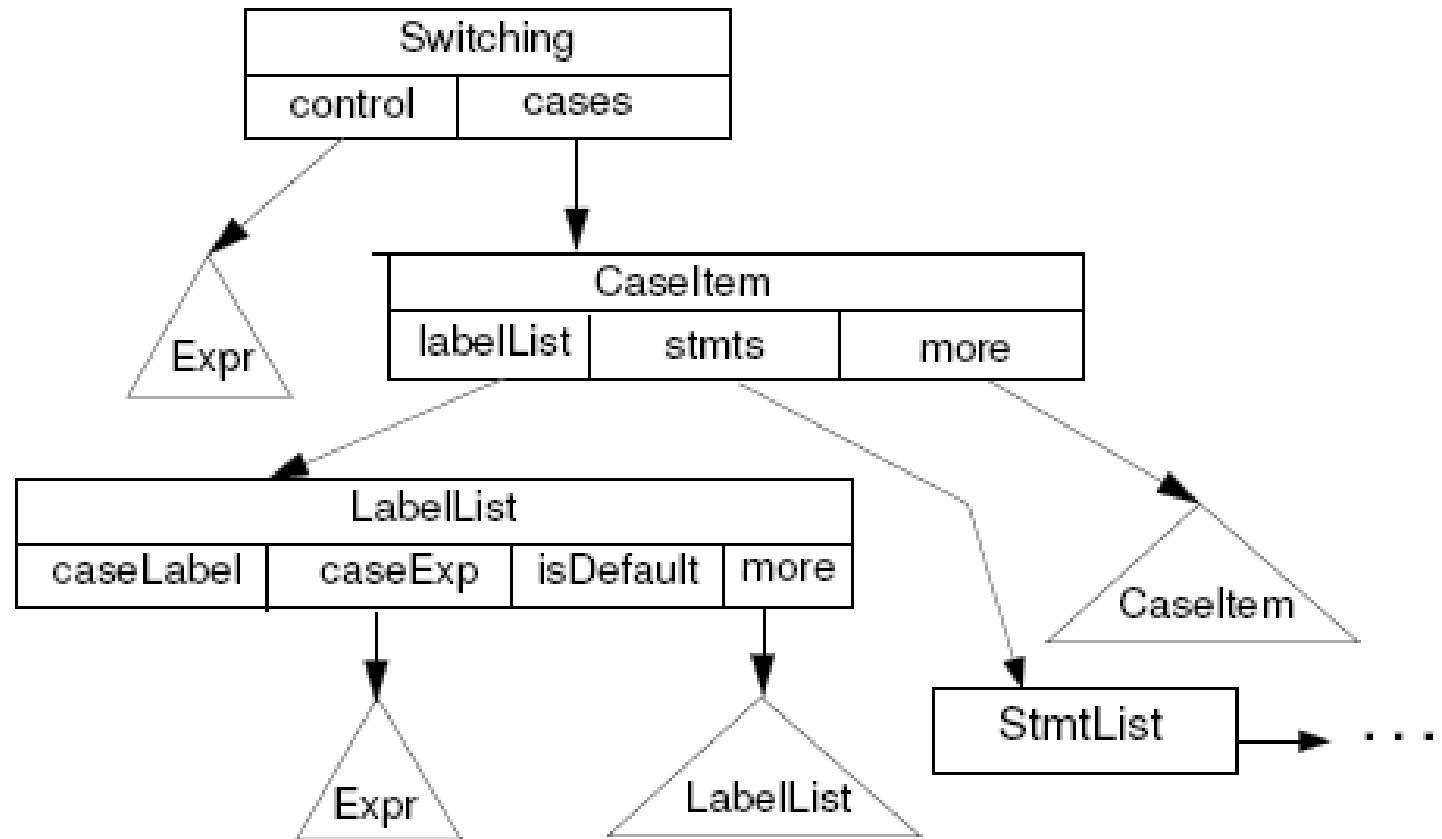 Switching
control cases
CaseItem
labelList stmts more
Expr
LabelList
caseLabel caseExp isDefault more
CaseItem
StmtList . . .
Expr
LabelList